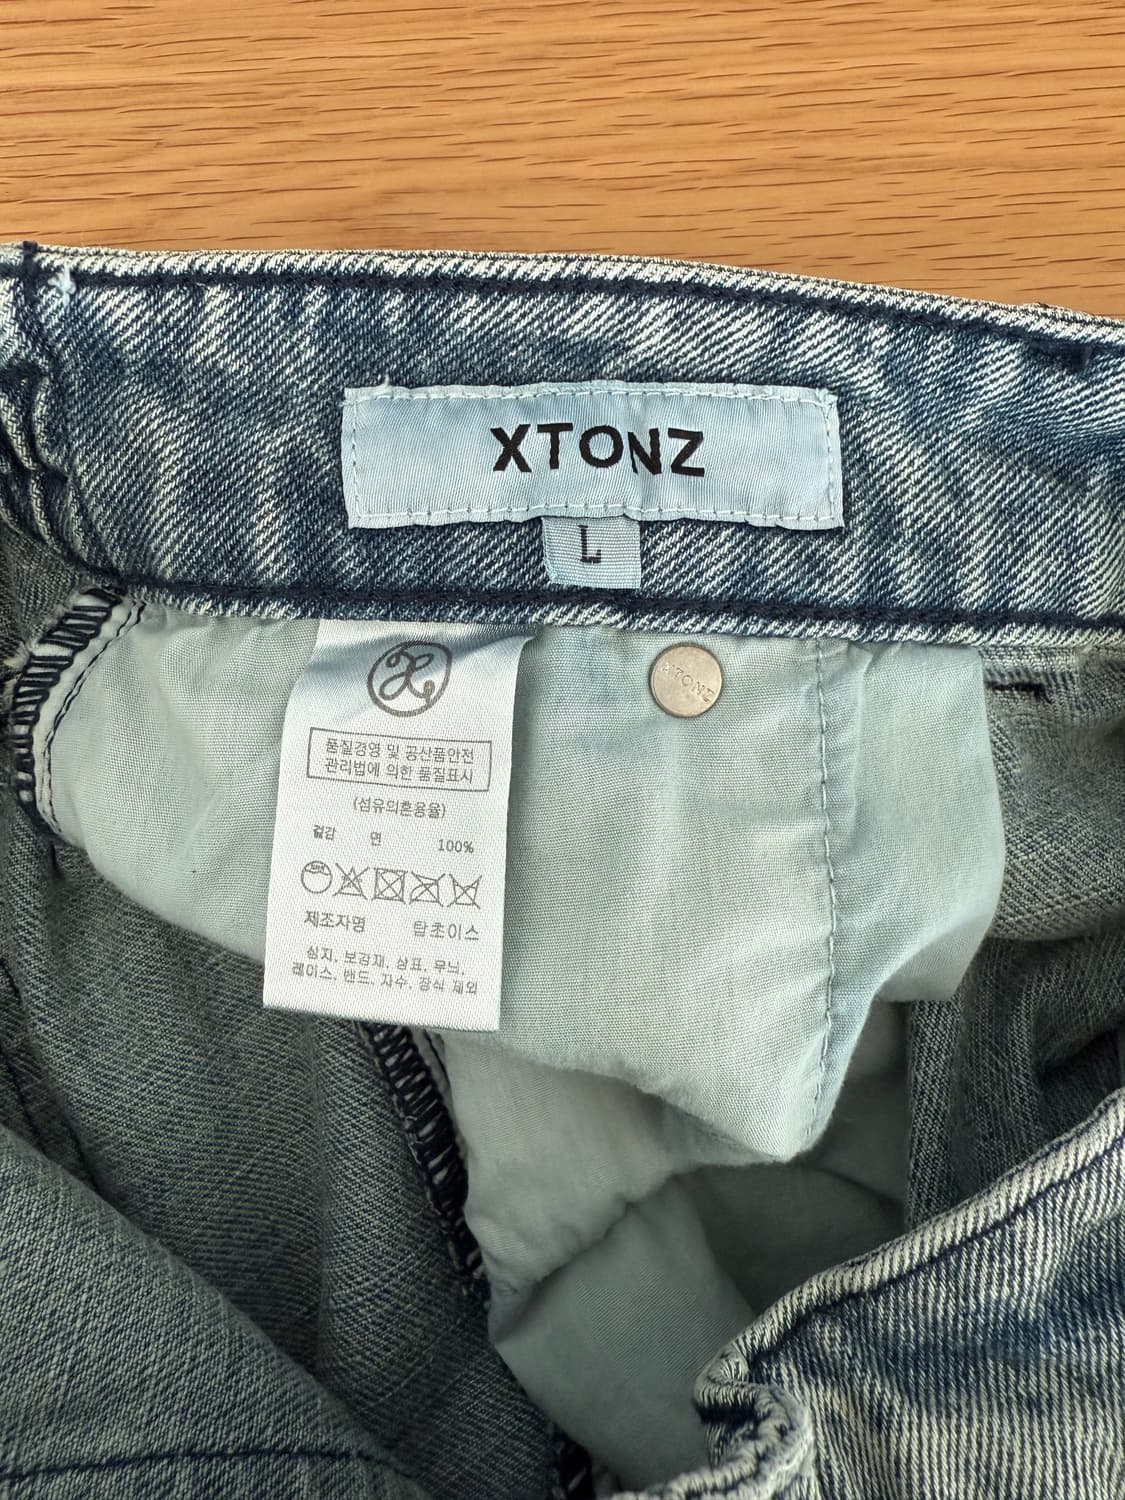 XTONZ
L
XTONZ
품질경영 및 공산품안전
관리법에 의한 품질표시
(섬유의혼용율)
겉감 면 100%
제조자명 탑초이스
심지, 보강재, 상표, 무늬,
레이스, 밴드, 자수, 장식 제외